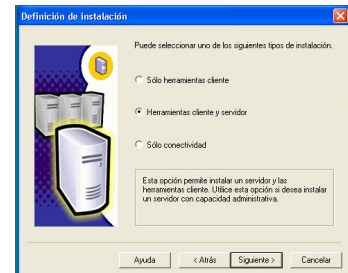 Definición de instalación
Puede seleccionar uno de los siguientes tipos de instalación.
Sólo herramientas cliente
Herramientas cliente y servidor
Sólo conectividad
Esta opción permite instalar un servidor y las
herramientas cliente. Utilice esta opción si desea instalar
un servidor con capacidad administrativa.
Ayuda
< Atrás
Siguiente >
Cancelar